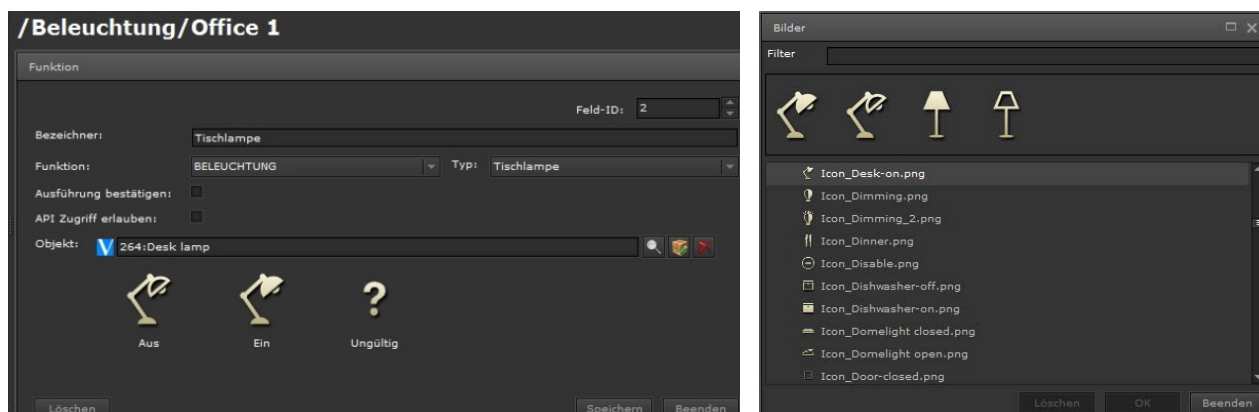 /Beleuchtung/Office 1
Funktion
Feld-ID: 2
Bezeichner: Tischlampe
Funktion: BELEUCHTUNG Typ: Tischlampe
Ausführung bestätigen:
API Zugriff erlauben:
Objekt: 264:Desk lamp
Aus Ein Ungültig
Löschen Speichern Beenden
Bilder
Filter
Icon_Desk-on.png
Icon_Dimming.png
Icon_Dimming_2.png
Icon_Dinner.png
Icon_Disable.png
Icon_Dishwasher-off.png
Icon_Dishwasher-on.png
Icon_Domelight closed.png
Icon_Domelight open.png
Icon_Door-closed.png
Löschen OK Beenden